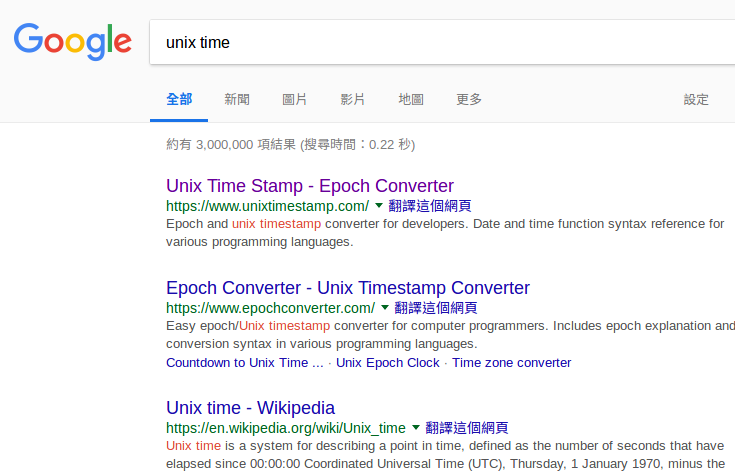 Google
unix time
全部 新聞 圖片 影片 地圖 更多 設定
約有 3,000,000 項結果 (搜尋時間：0.22 秒)
Unix Time Stamp - Epoch Converter
https://www.unixtimestamp.com/ ▼ 翻譯這個網頁
Epoch and unix timestamp converter for developers. Date and time function syntax reference for
various programming languages.
Epoch Converter - Unix Timestamp Converter
https://www.epochconverter.com/ ▼ 翻譯這個網頁
Easy epoch/Unix timestamp converter for computer programmers. Includes epoch explanation and
conversion syntax in various programming languages.
Countdown to Unix Time ... · Unix Epoch Clock · Time zone converter
Unix time - Wikipedia
https://en.wikipedia.org/wiki/Unix_time ▼ 翻譯這個網頁
Unix time is a system for describing a point in time, defined as the number of seconds that have
elapsed since 00:00:00 Coordinated Universal Time (UTC), Thursday, 1 January 1970, minus the